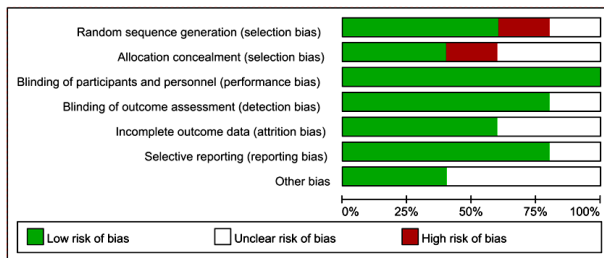 Random sequence generation (selection bias)
Allocation concealment (selection bias)
Blinding of participants and personnel (performance bias)
Blinding of outcome assessment (detection bias)
Incomplete outcome data (attrition bias)
Selective reporting (reporting bias)
Other bias
0% 25% 50% 75% 100%
Low risk of bias Unclear risk of bias High risk of bias